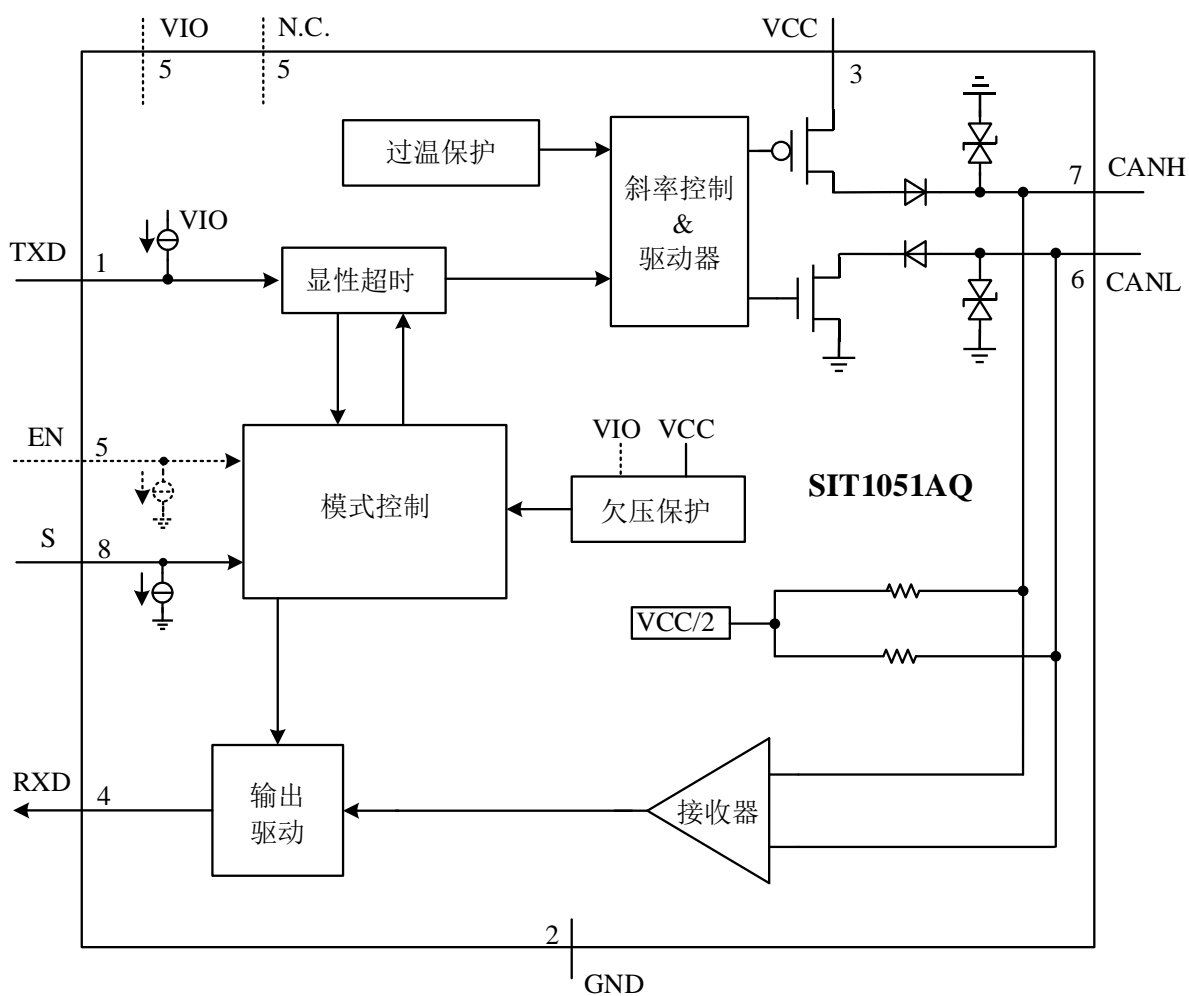 VIO
N.C.
VCC
5
5
3
过温保护
斜率控制
&
驱动器
7
CANH
VIO
TXD
1
显性超时
6
CANL
EN
5
VIO
VCC
模式控制
欠压保护
SIT1051AQ
S
8
VCC/2
RXD
4
输出
驱动
接收器
2
GND